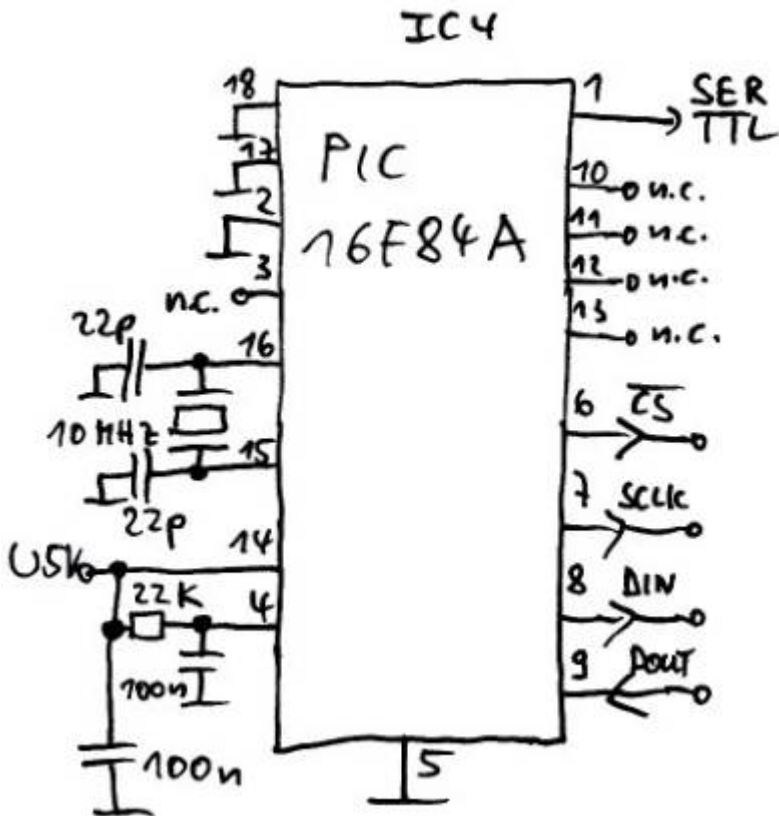 IC4
18
17
2
3
n.c.
16
22p
10 MHz
15
22p
14
U5V
22K
4
100n
100n
PIC
16F84A
5
1
SER
TTL
10
n.c.
11
n.c.
12
n.c.
13
n.c.
6
CS
7
SCLK
8
DIN
9
DOUT